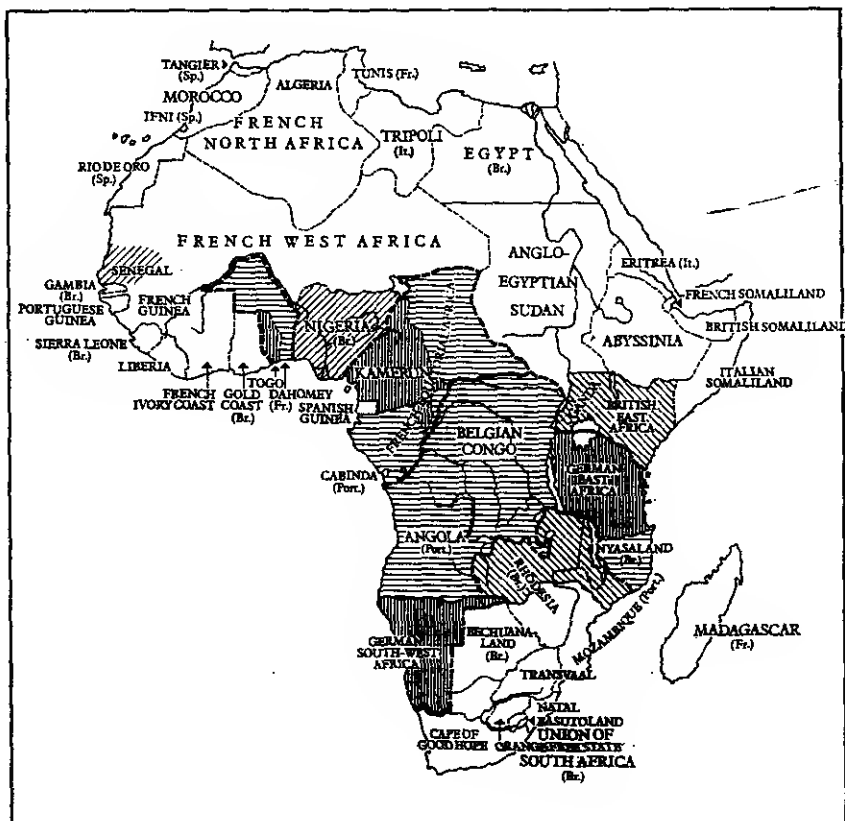 TANGIER
(Sp.)
TUNIS (Fr.)
ALGERIA
MOROCCO
IFNI (Sp.)
FRENCH
NORTH AFRICA
TRIPOLI
(It.)
EGYPT
(Br.)
RIO DE ORO
(Sp.)
FRENCH WEST AFRICA
ANGLO-
EGYPTIAN
SUDAN
ERITREA (It.)
SENEGAL
GAMBIA
(Br.)
PORTUGUESE
GUINEA
FRENCH
GUINEA
FRENCH SOMALILAND
NIGERIA
(Br.)
BRITISH SOMALILAND
SIERRA LEONE
(Br.)
ABYSSINIA
LIBERIA
KAMERUN
ITALIAN
SOMALILAND
FRENCH
IVORY COAST
GOLD
COAST
(Br.)
TOGO
DAHOMEY
(Fr.)
SPANISH
GUINEA
BRITISH
EAST
AFRICA
BELGIAN
CONGO
CABINDA
(Port.)
GERMAN
EAST
AFRICA
ANGOLA
(Port.)
NYASALAND
(Br.)
RHODESIA
(Br.)
MOZAMBIQUE (Port.)
MADAGASCAR
(Fr.)
GERMAN
SOUTH-WEST
AFRICA
BECHUANA-
LAND
(Br.)
TRANSVAAL
NATAL
BASUTOLAND
CAPE OF
GOOD HOPE
ORANGE FREE STATE
UNION OF
SOUTH AFRICA
(Br.)